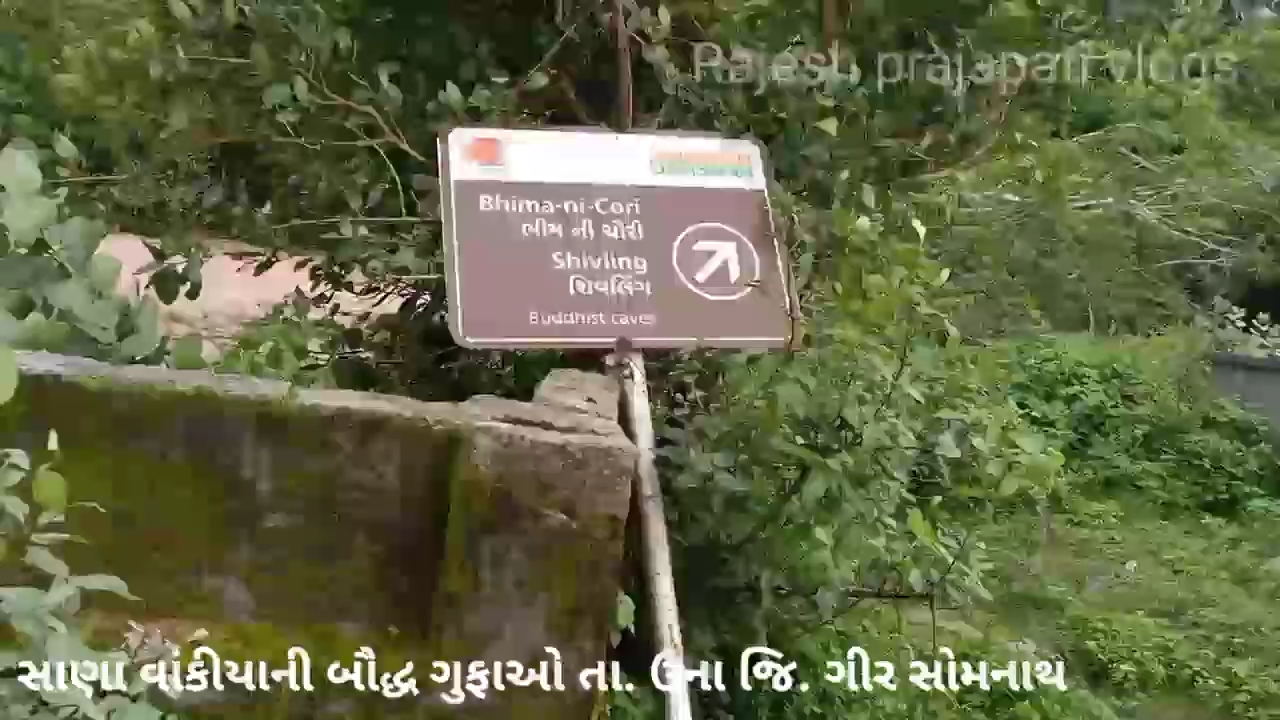 Rajesh prajapati vlogs
Bhima-ni-Cori
ભીમ ની ચોરી
Shivling
શિવલિંગ
Buddhist caves
સાણા વાંકીયાની બૌદ્ધ ગુફાઓ તા. ઉના જિ. ગીર સોમનાથ